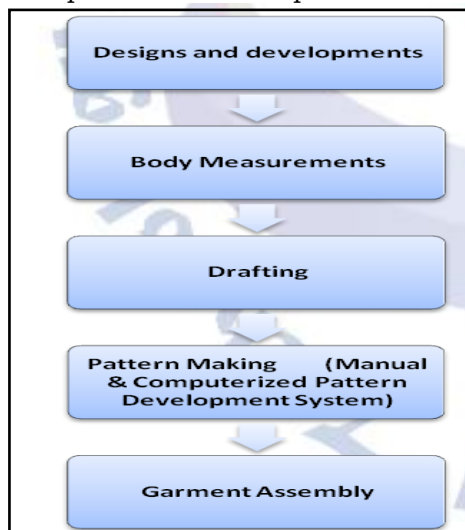 Designs and developments
Body Measurements
Drafting
Pattern Making (Manual
& Computerized Pattern
Development System)
Garment Assembly